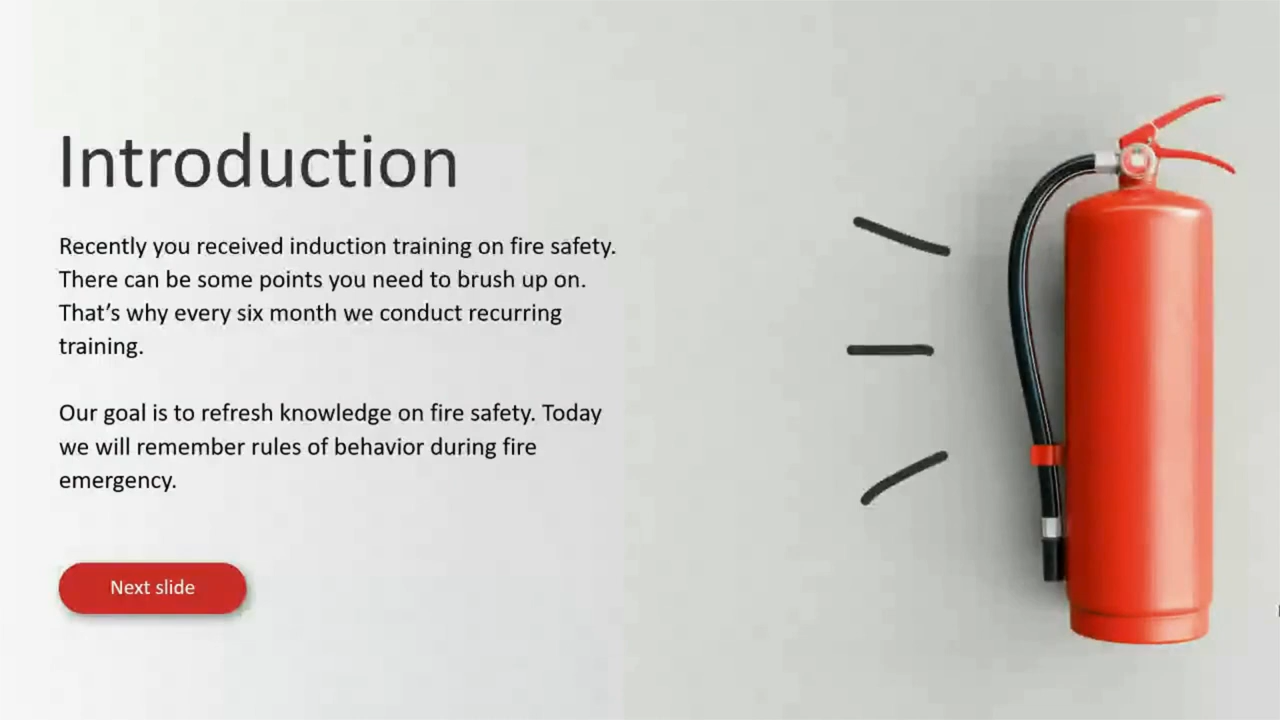 Introduction
Recently you received induction training on fire safety.
There can be some points you need to brush up on.
That’s why every six month we conduct recurring
training.
Our goal is to refresh knowledge on fire safety. Today
we will remember rules of behavior during fire
emergency.
Next slide